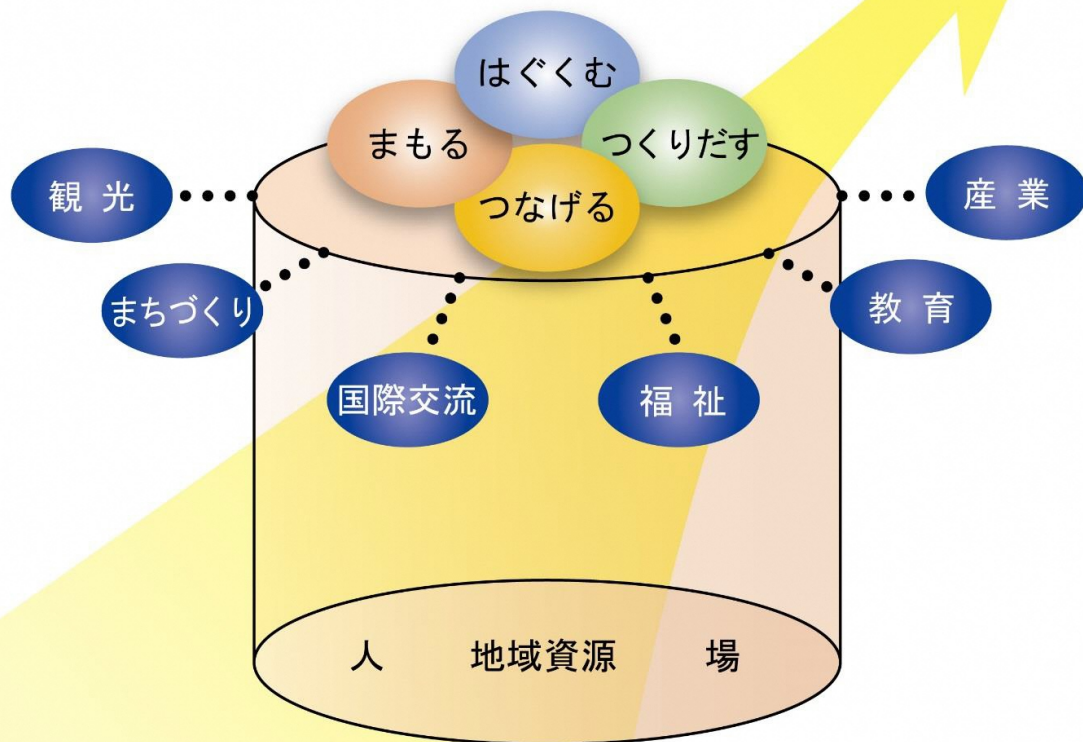 はぐくむ
まもる
つくりだす
つなげる
観光
産業
まちづくり
教育
国際交流
福祉
人 地域資源 場